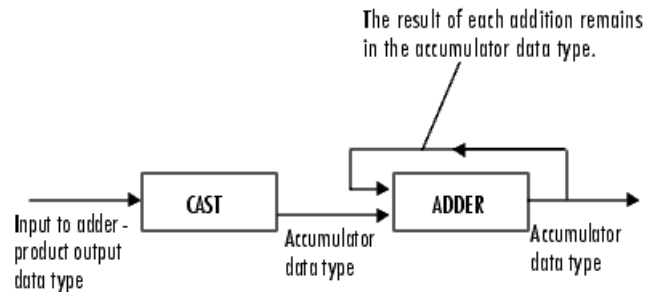 The result of each addition remains
in the accumulator data type.
CAST
ADDER
Input to adder -
product output
data type
Accumulator
data type
Accumulator
data type